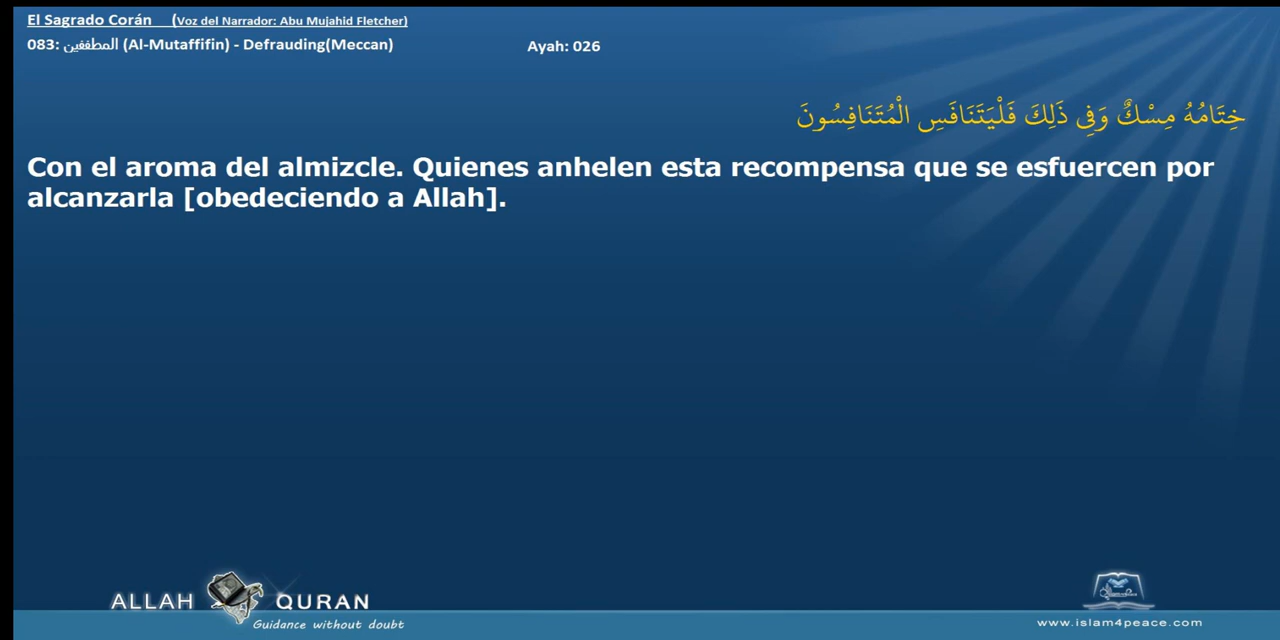 El Sagrado Corán (Voz del Narrador: Abu Mujahid Fletcher)
083: المطففين (Al-Mutaffifin) - Defrauding(Meccan) Ayah: 026
خِتَامُهُ مِسْكٌ وَفِي ذَلِكَ فَلْيَتَنَافَسِ الْمُتَنَافِسُونَ
Con el aroma del almizcle. Quienes anhelen esta recompensa que se esfuercen por
alcanzarla [obedeciendo a Allah].
ALLAH QURAN
Guidance without doubt
www.islam4peace.com